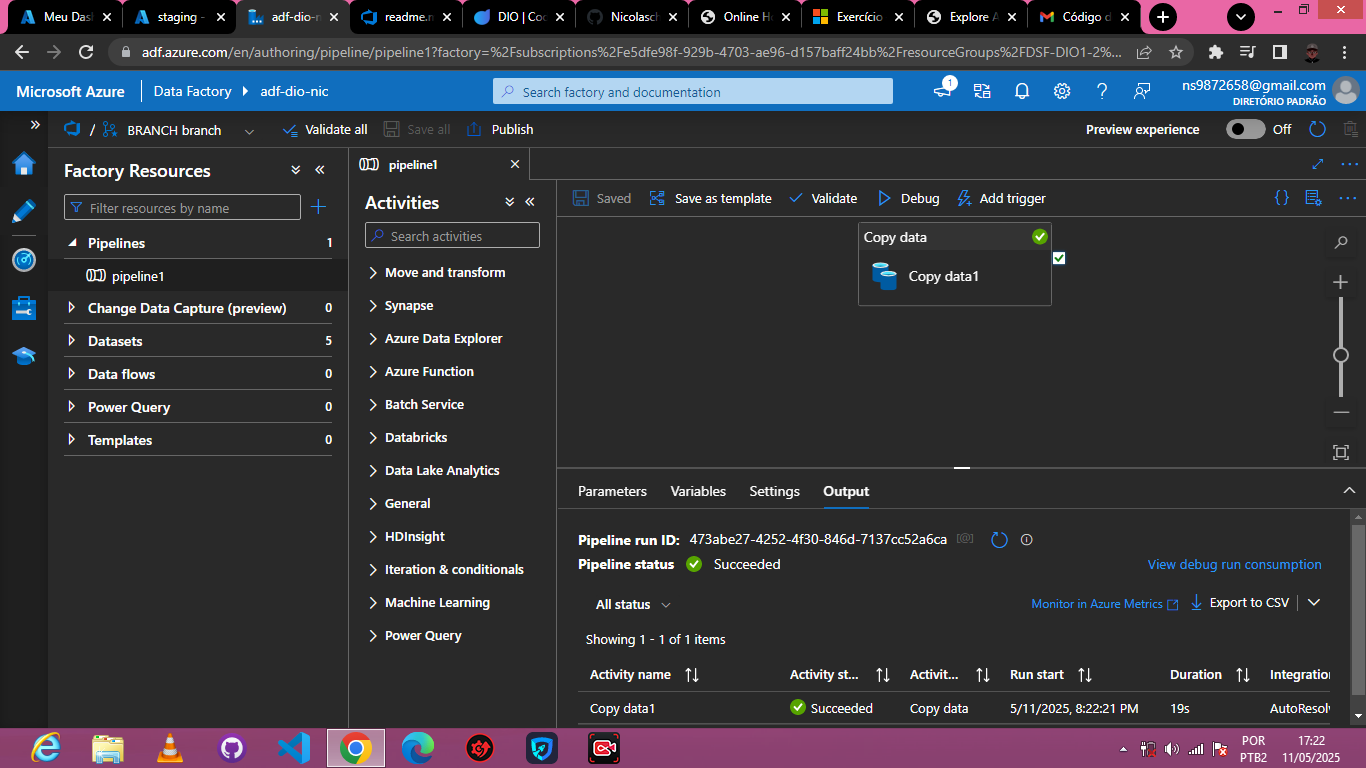 Meu Das
staging -
adf-dio-n
readme.r
DIO | Coc
Nicolasch
Online H
Exercício
Explore A
Código d
adf.azure.com/en/authoring/pipeline/pipeline1?factory=%2Fsubscriptions%2Fe5dfe98f-929b-4703-ae96-d157baff24bb%2FresourceGroups%2FDSF-DIO1-2%...
Microsoft Azure
Data Factory
adf-dio-nic
Search factory and documentation
1
ns9872658@gmail.com
DIRETÓRIO PADRÃO
/
BRANCH branch
Validate all
Save all
Publish
Preview experience
Off
Factory Resources
Filter resources by name
Pipelines 1
pipeline1
Change Data Capture (preview) 0
Datasets 5
Data flows 0
Power Query 0
Templates 0
pipeline1
Activities
Search activities
Move and transform
Synapse
Azure Data Explorer
Azure Function
Batch Service
Databricks
Data Lake Analytics
General
HDInsight
Iteration & conditionals
Machine Learning
Power Query
Saved
Save as template
Validate
Debug
Add trigger
Copy data
Copy data1
Parameters
Variables
Settings
Output
Pipeline run ID: 473abe27-4252-4f30-846d-7137cc52a6ca
Pipeline status Succeeded
View debug run consumption
All status
Monitor in Azure Metrics
Export to CSV
Showing 1 - 1 of 1 items
Activity name Activity st... Activit... Run start Duration Integration
Copy data1 Succeeded Copy data 5/11/2025, 8:22:21 PM 19s AutoResolv
POR
PTB2
17:22
11/05/2025